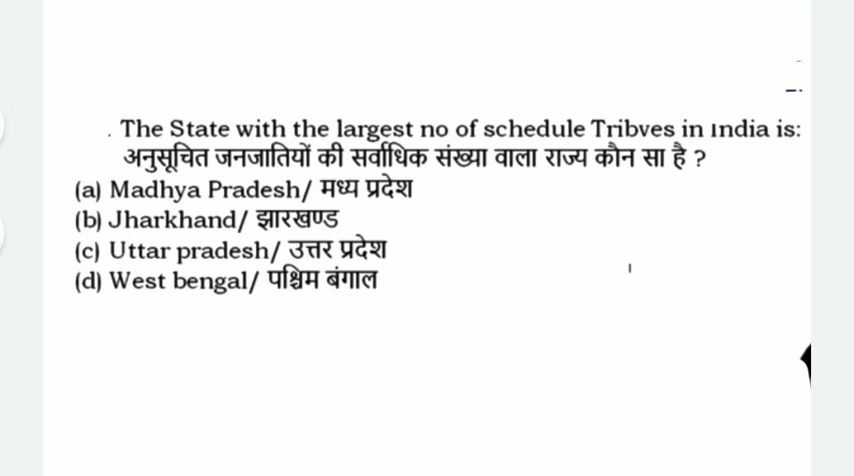 . The State with the largest no of schedule Tribves in India is:
अनुसूचित जनजातियों की सर्वाधिक संख्या वाला राज्य कौन सा है ?
(a) Madhya Pradesh/ मध्य प्रदेश
(b) Jharkhand/ झारखण्ड
(c) Uttar pradesh/ उत्तर प्रदेश
(d) West bengal/ पश्चिम बंगाल